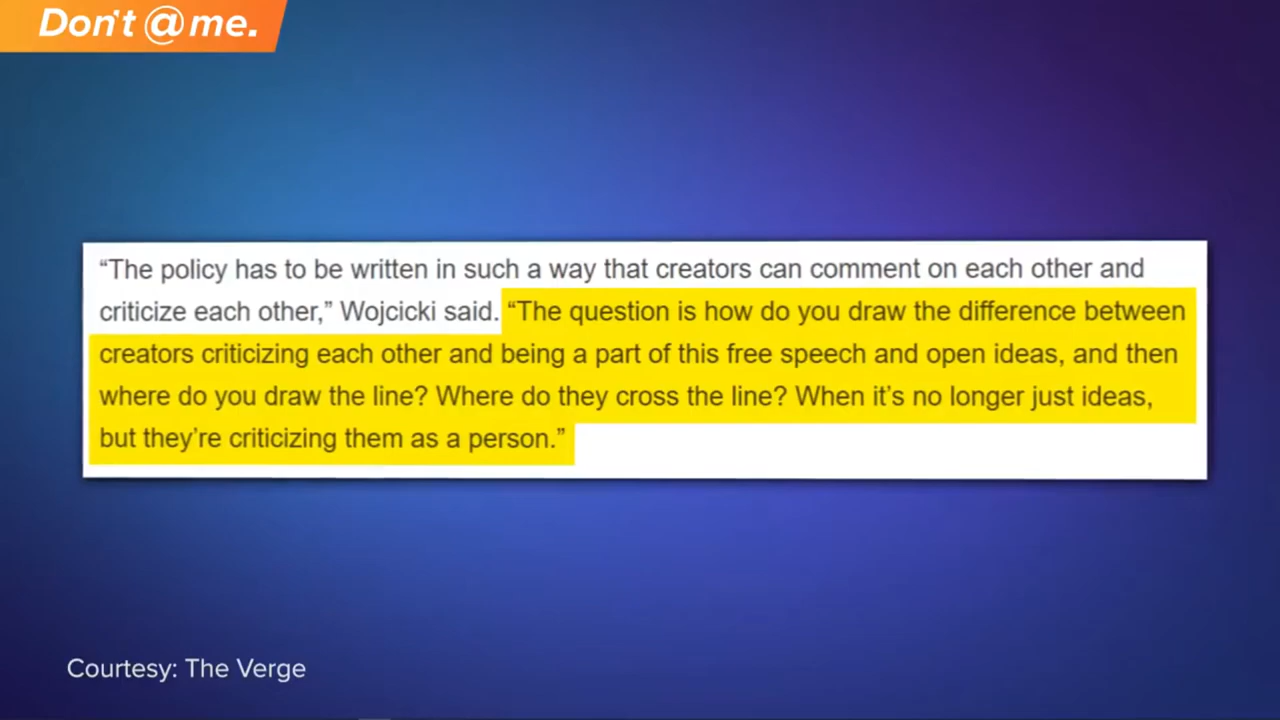 Don't @ me.
“The policy has to be written in such a way that creators can comment on each other and
criticize each other,” Wojcicki said. “The question is how do you draw the difference between
creators criticizing each other and being a part of this free speech and open ideas, and then
where do you draw the line? Where do they cross the line? When it’s no longer just ideas,
but they’re criticizing them as a person.”
Courtesy: The Verge